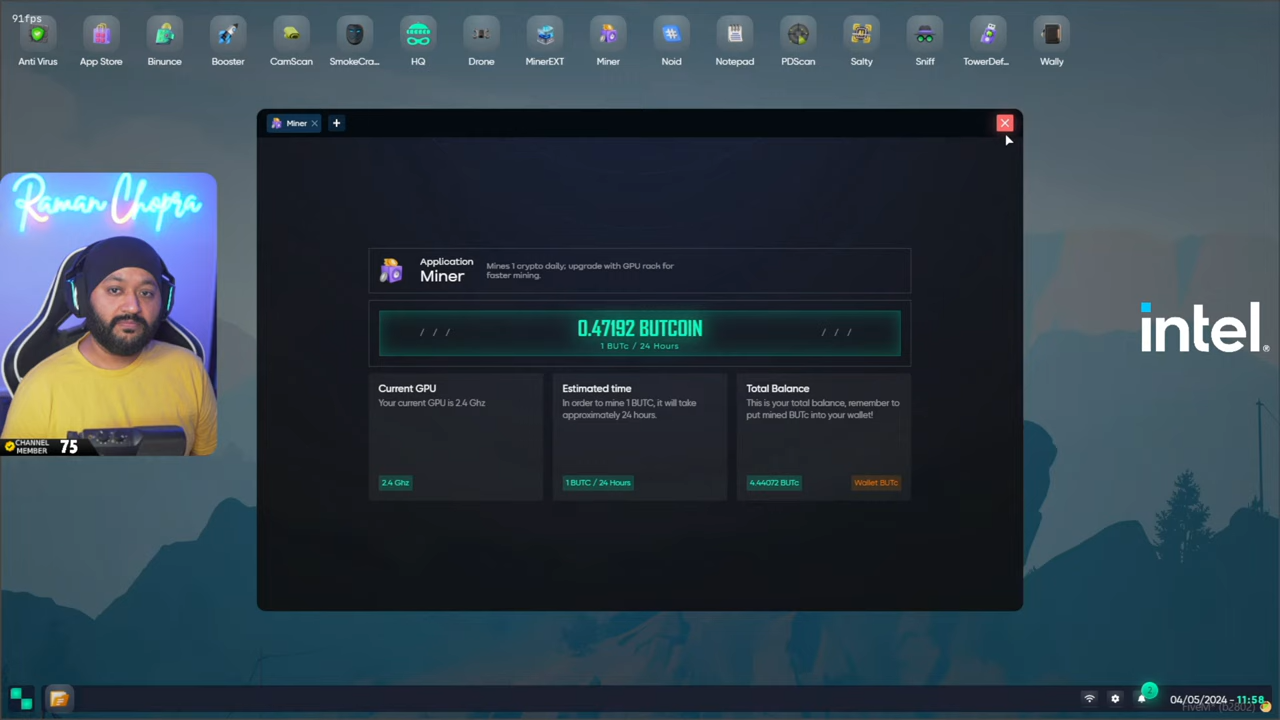 91fps
Anti Virus
App Store
Binunce
Booster
CamScan
SmokeCra...
HQ
Drone
MinerEXT
Miner
Noid
Notepad
PDScan
Salty
Sniff
TowerDef...
Wally
Miner
Raman Chopra
Application
Miner
Mines 1 crypto daily; upgrade with GPU rack for
faster mining.
/ / /
0.47192 BUTCOIN
1 BUTc / 24 Hours
/ / /
Current GPU
Your current GPU is 2.4 Ghz
2.4 Ghz
Estimated time
In order to mine 1 BUTC, it will take
approximately 24 hours.
1 BUTC / 24 Hours
Total Balance
This is your total balance, remember to
put mined BUTc into your wallet!
4.44072 BUTc
Wallet BUTc
intel
CHANNEL
MEMBER
75
2
04/05/2024 - 11:58
FiveM® (b2802)